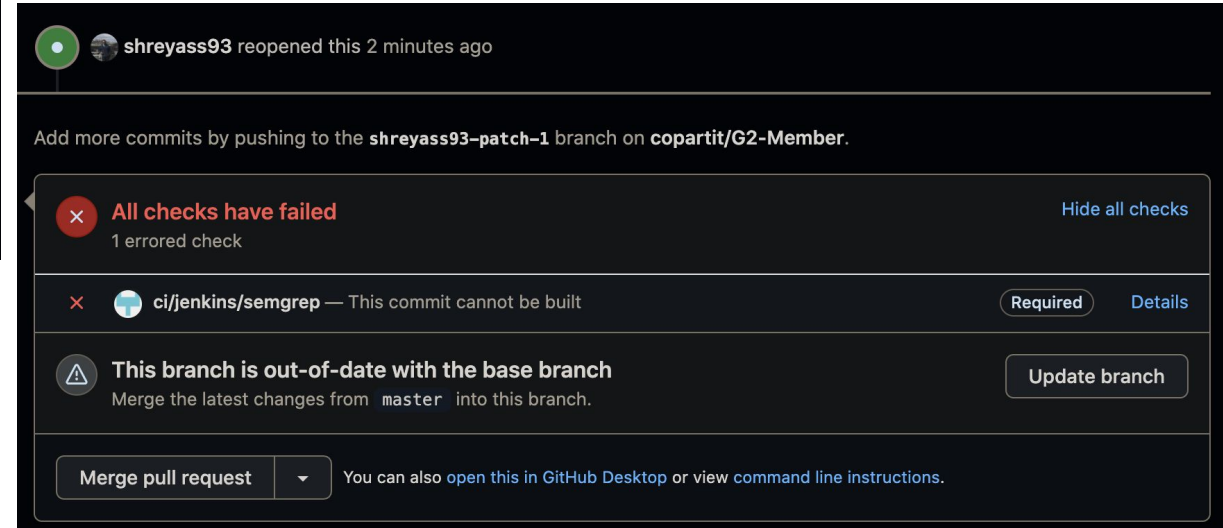 shreyass93 reopened this 2 minutes ago
Add more commits by pushing to the shreyass93-patch-1 branch on copartit/G2-Member.
All checks have failed
Hide all checks
1 errored check
ci/jenkins/semgrep — This commit cannot be built
Required
Details
This branch is out-of-date with the base branch
Merge the latest changes from master into this branch.
Update branch
Merge pull request
You can also open this in GitHub Desktop or view command line instructions.